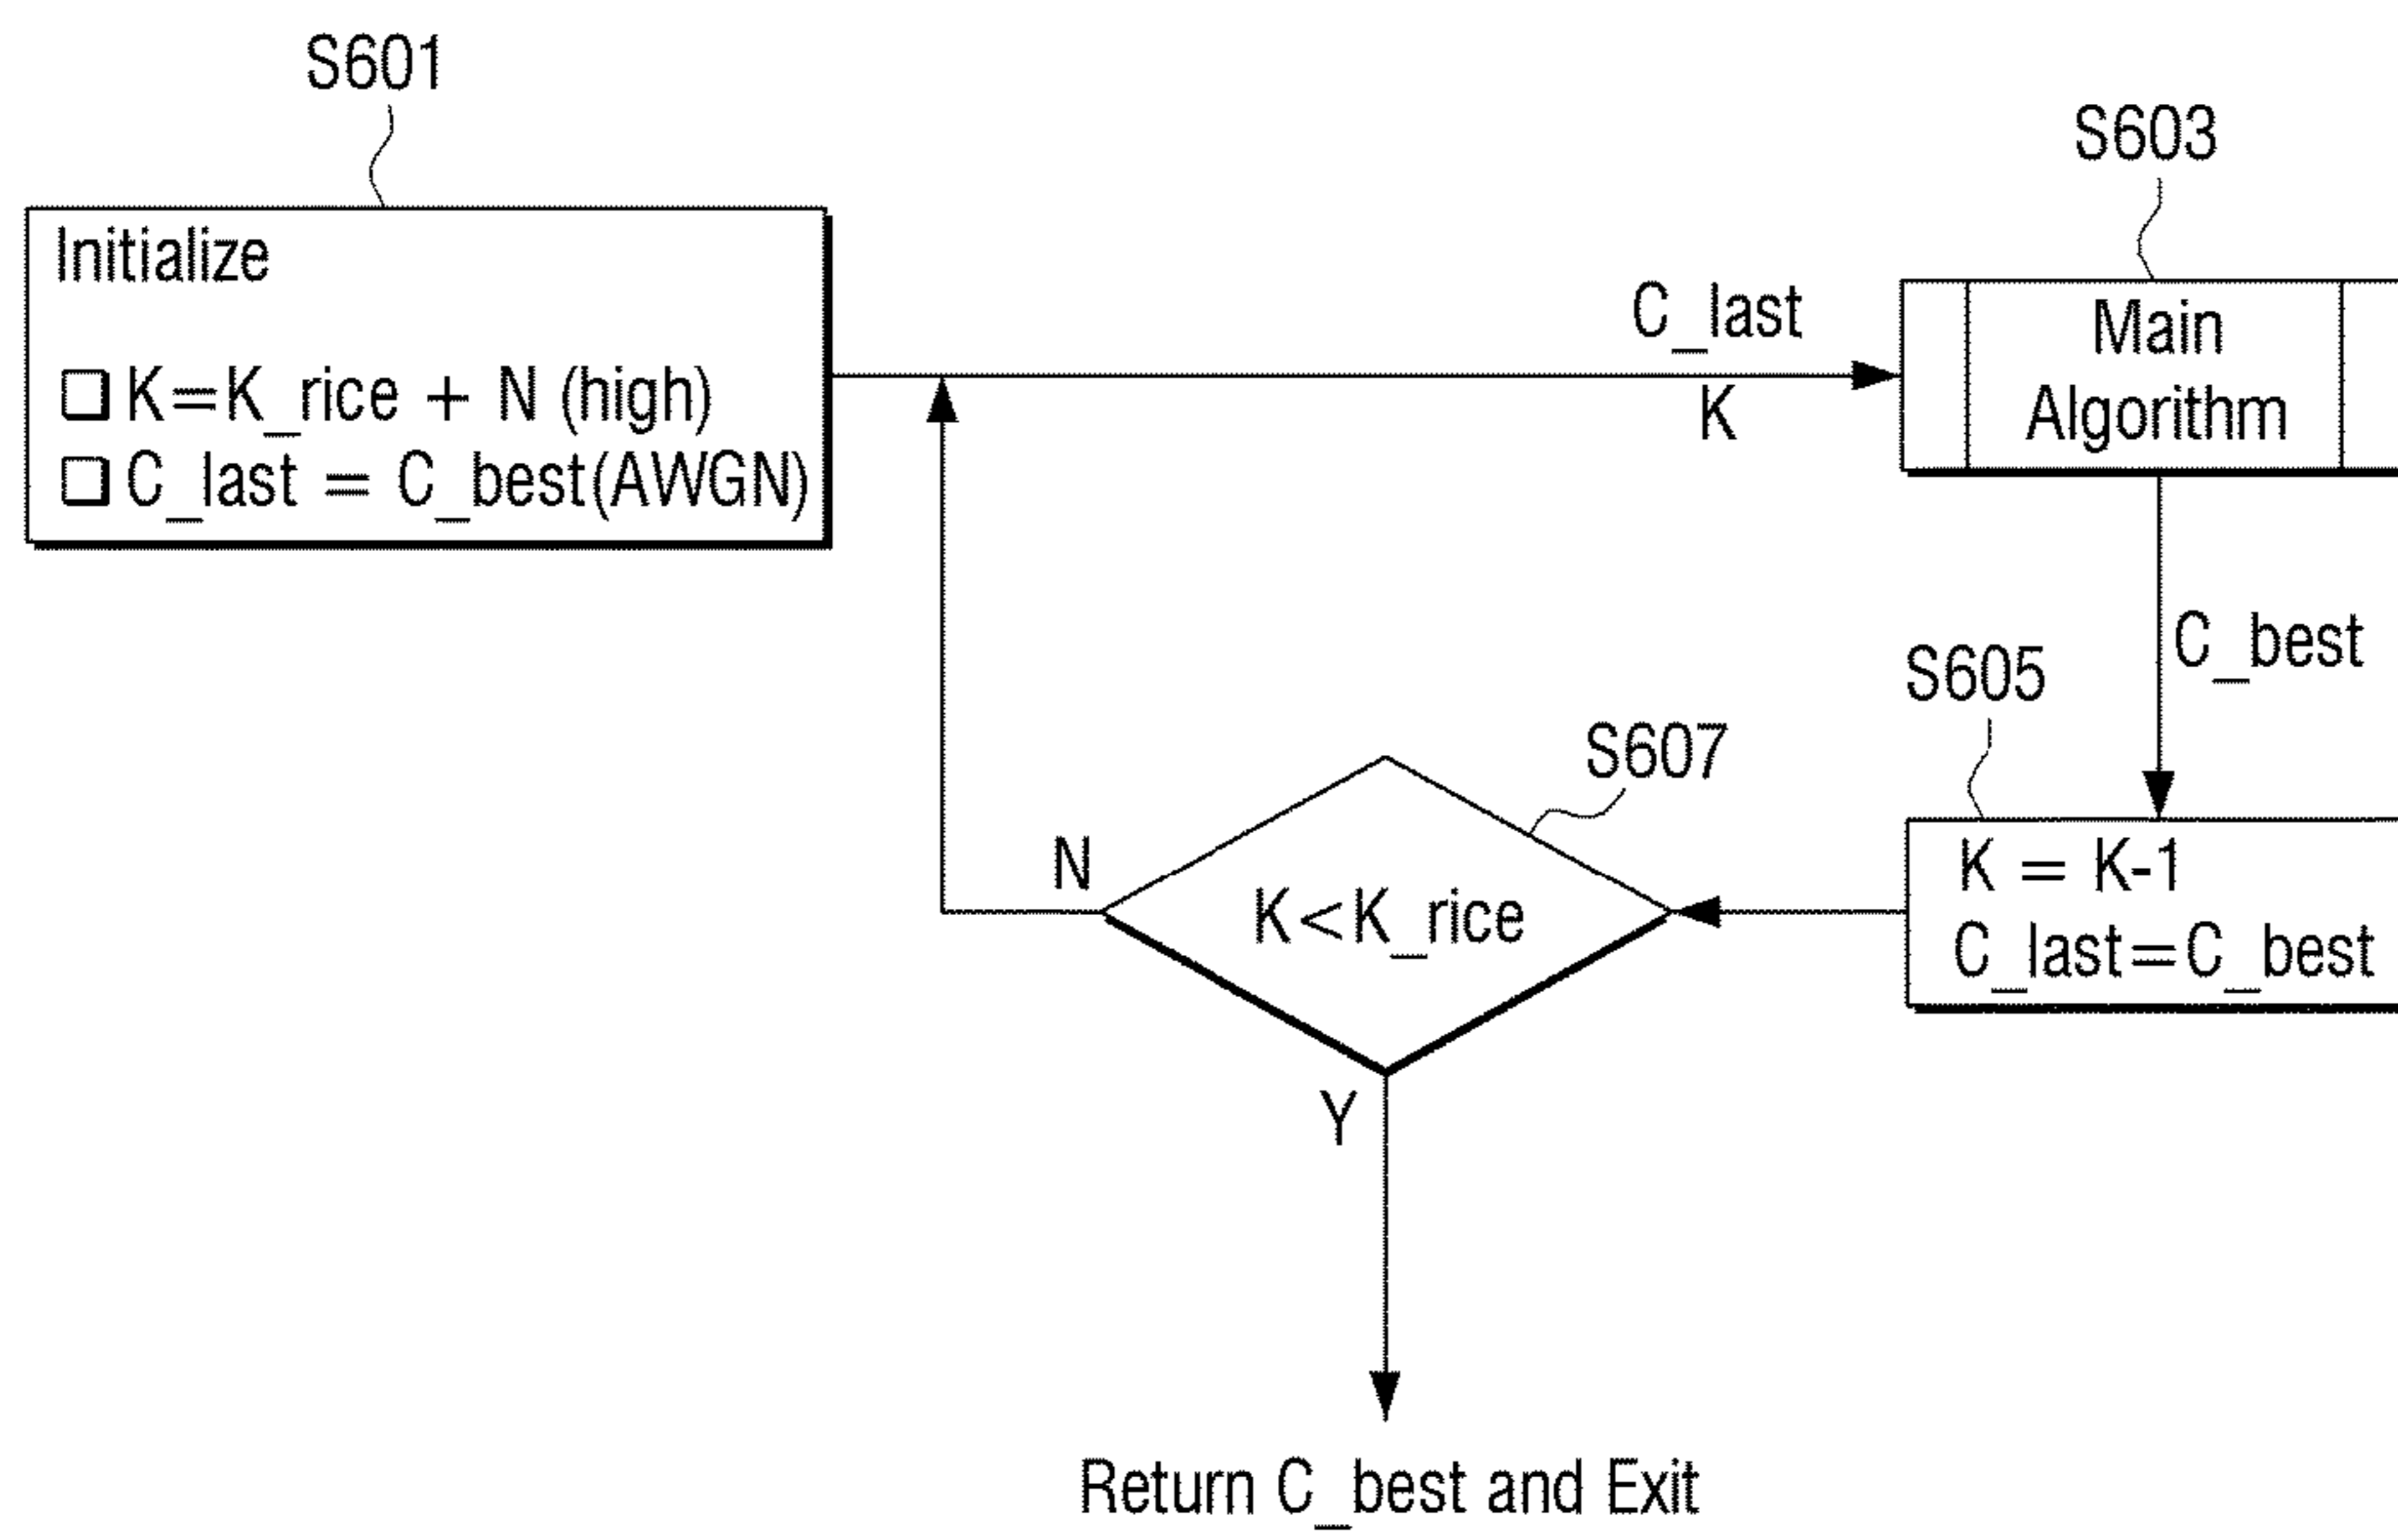 S601
Initialize
K=K_rice + N (high)
C_last = C_best(AWGN)
C_last
K
S603
Main
Algorithm
C_best
S605
K = K-1
C_last=C_best
S607
K<K_rice
N
Y
Return C_best and Exit